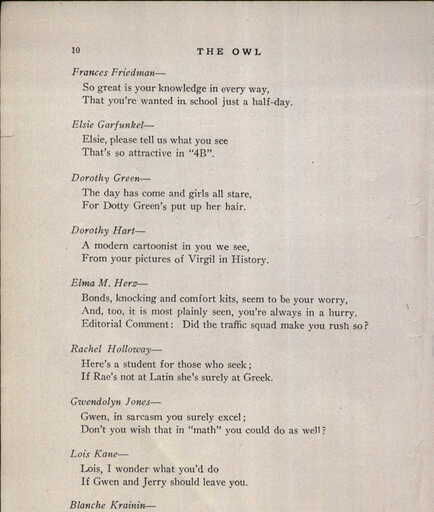 10 THE OWL
Frances Friedman—
So great is your knowledge in every way,
That you're wanted in school just a half-day.
Elsie Garfunkel—
Elsie, please tell us what you see
That's so attractive in "4B".
Dorothy Green—
The day has come and girls all stare,
For Dotty Green's put up her hair.
Dorothy Hart—
A modern cartoonist in you we see,
From your pictures of Virgil in History.
Elma M. Herz—
Bonds, knocking and comfort kits, seem to be your worry,
And, too, it is most plainly seen, you're always in a hurry.
Editorial Comment: Did the traffic squad make you rush so?
Rachel Holloway—
Here's a student for those who seek;
If Rae's not at Latin she's surely at Greek.
Gwendolyn Jones—
Gwen, in sarcasm you surely excel;
Don't you wish that in "math" you could do as well?
Lois Kane—
Lois, I wonder what you'd do
If Gwen and Jerry should leave you.
Blanche Krainin—